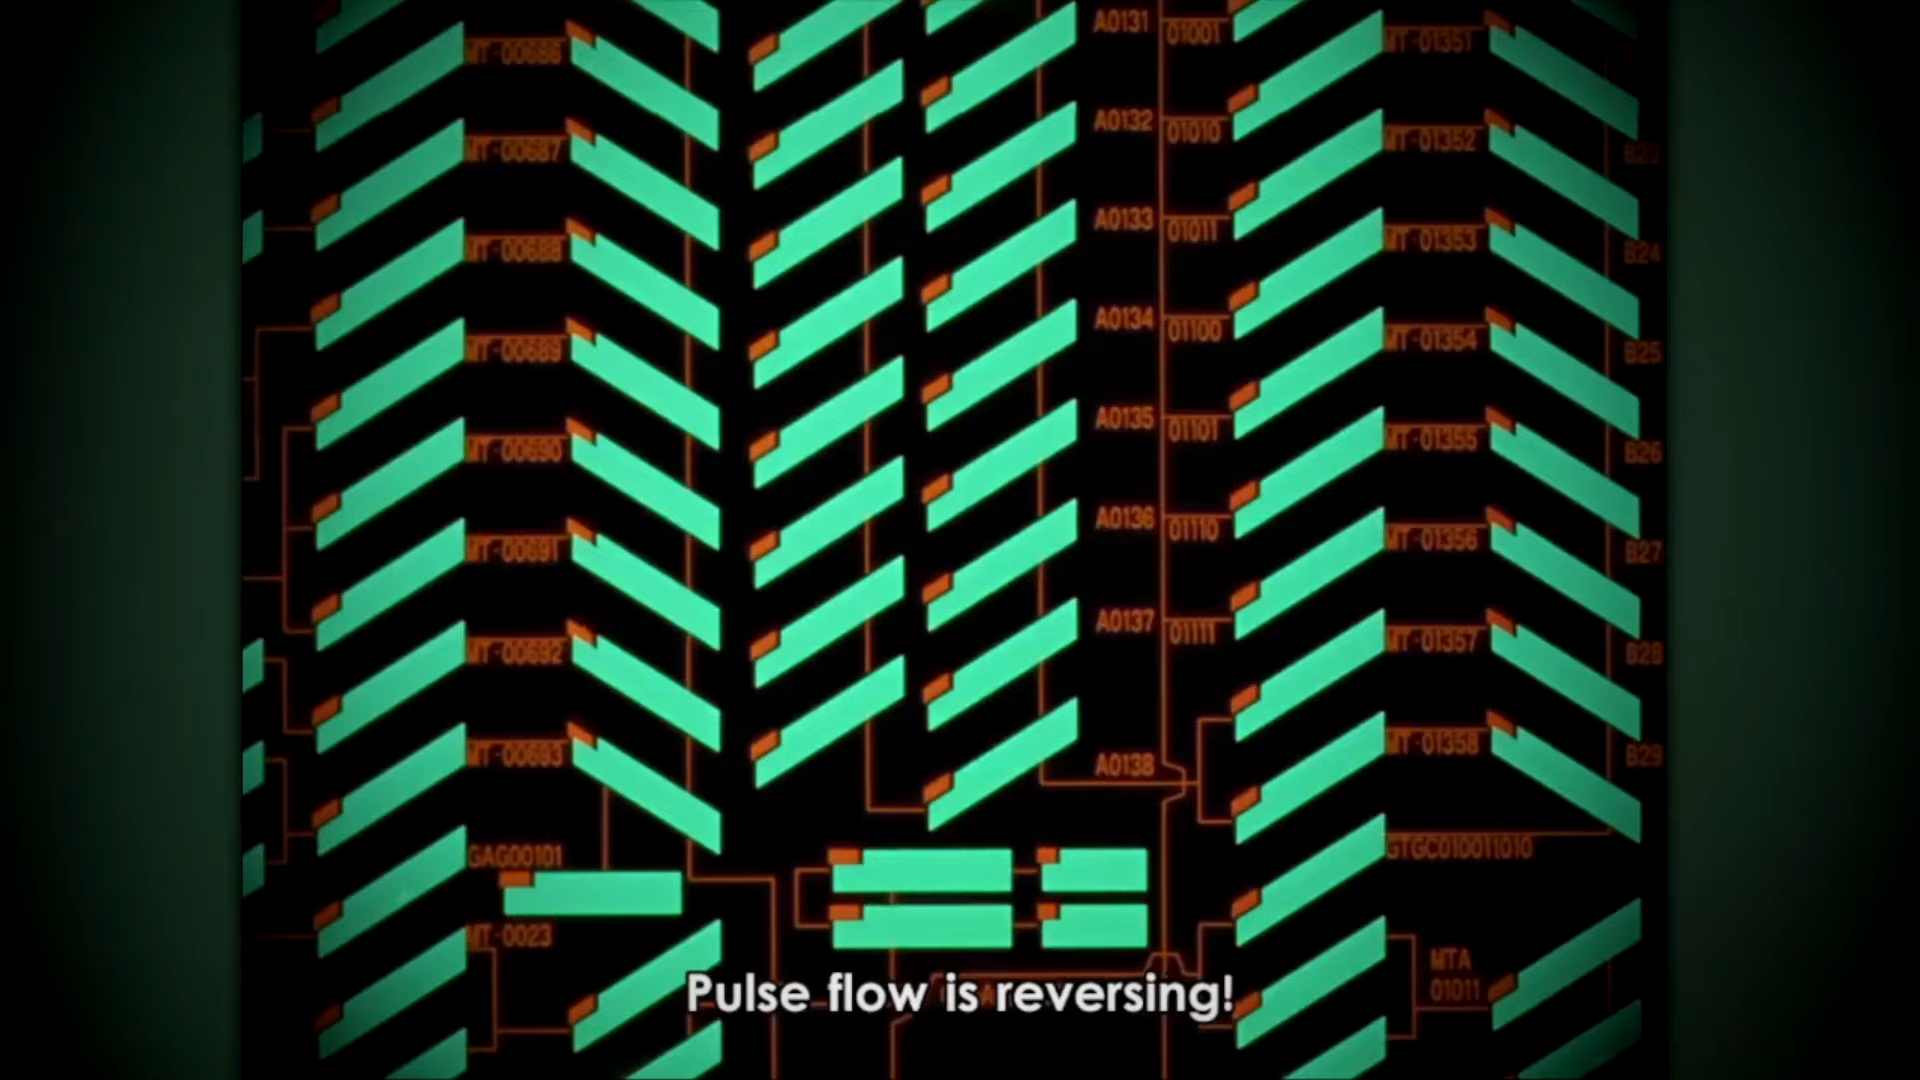 A0131
01001
MT-01351
MT-00686
A0132
01010
MT-01352
MT-00687
B23
A0133
01011
MT-01353
MT-00688
B24
A0134
01100
MT-01354
MT-00689
B25
A0135
01101
MT-01355
MT-00690
B26
A0136
01110
MT-01356
MT-00691
B27
A0137
01111
MT-01357
MT-00692
B28
A0138
MT-01358
MT-00693
B29
GAG00101
GTGC010011010
MT-0023
MTA
01011
Pulse flow is reversing!